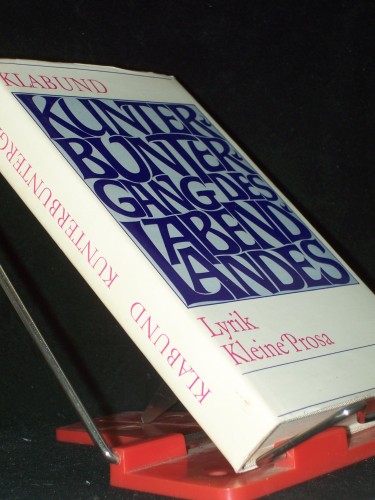 KLABUND
KUNTER-
BUNTER-
GANG DES
ABEND-
LANDES
Lyrik
Kleine Prosa
KLABUND KUNTERBUNTERG